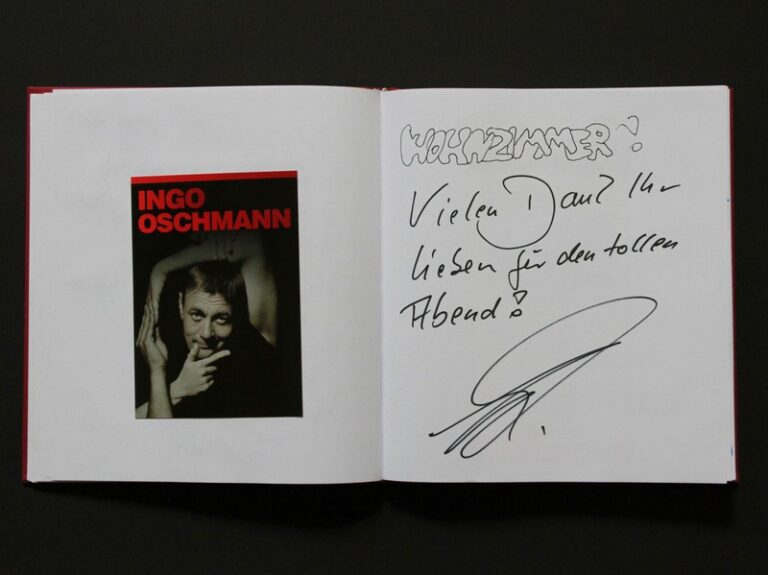 INGO
OSCHMANN
WOHNZIMMER!
Vielen Dank Ihr
lieben für den tollen
Abend!